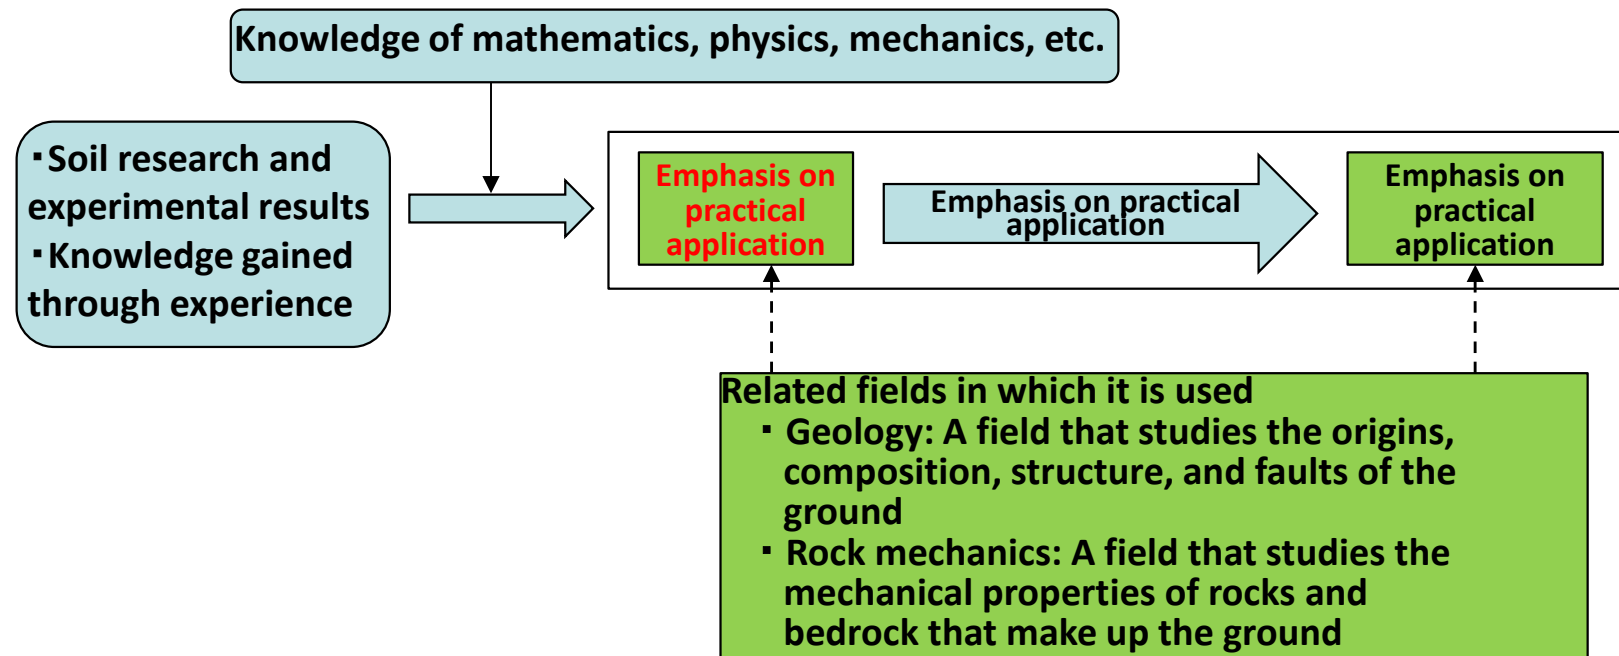 Knowledge of mathematics, physics, mechanics, etc.
・Soil research and
experimental results
・Knowledge gained
through experience
Emphasis on
practical
application
Emphasis on practical
application
Emphasis on
practical
application
Related fields in which it is used
・Geology: A field that studies the origins,
composition, structure, and faults of the
ground
・Rock mechanics: A field that studies the
mechanical properties of rocks and
bedrock that make up the ground